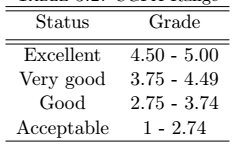 Status Grade
Excellent 4.50 - 5.00
Very good 3.75 - 4.49
Good 2.75 - 3.74
Acceptable 1 - 2.74